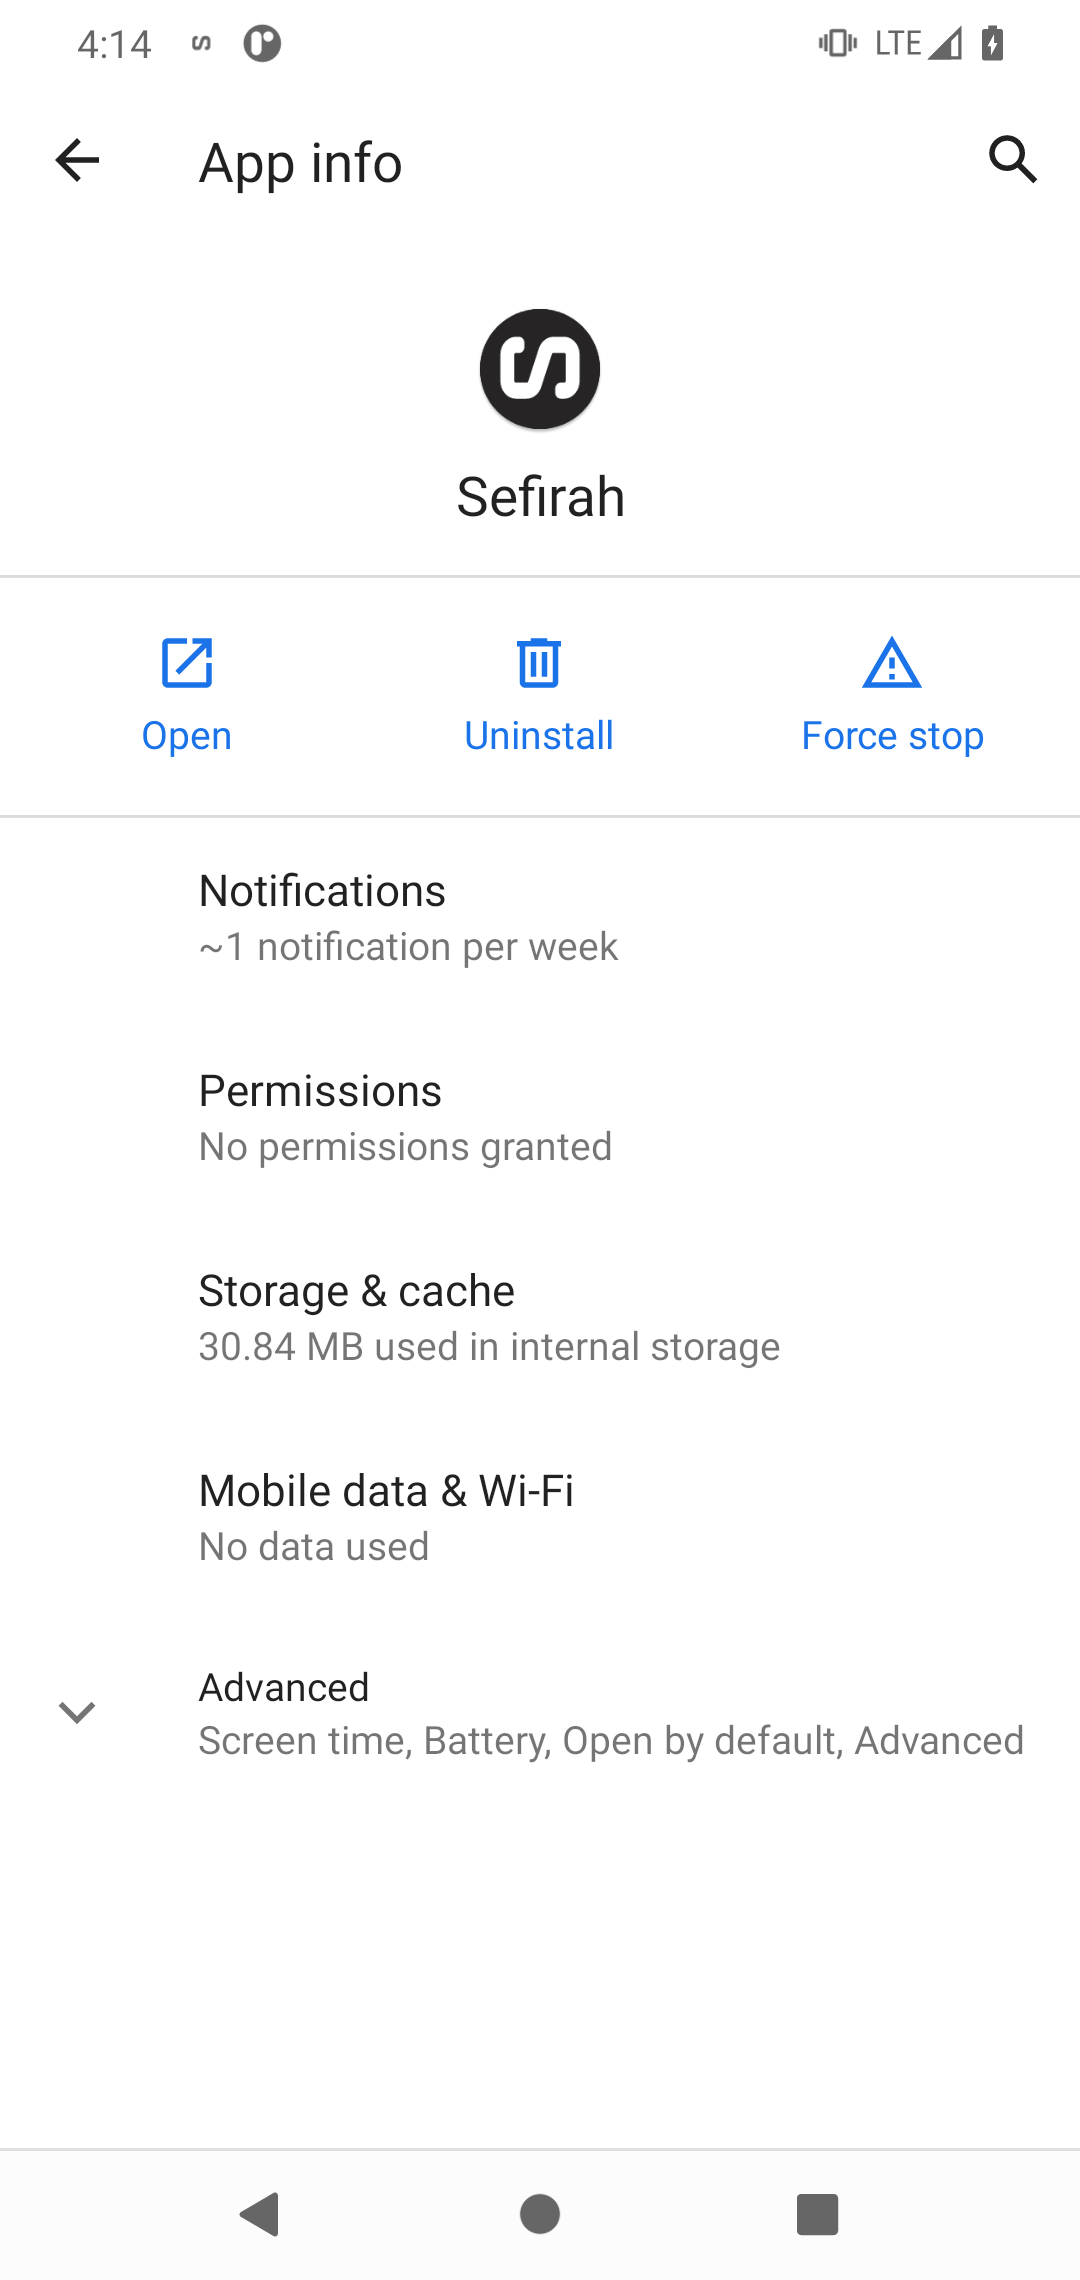 4:14
LTE
App info
Sefirah
Open
Uninstall
Force stop
Notifications
~1 notification per week
Permissions
No permissions granted
Storage & cache
30.84 MB used in internal storage
Mobile data & Wi-Fi
No data used
Advanced
Screen time, Battery, Open by default, Advanced